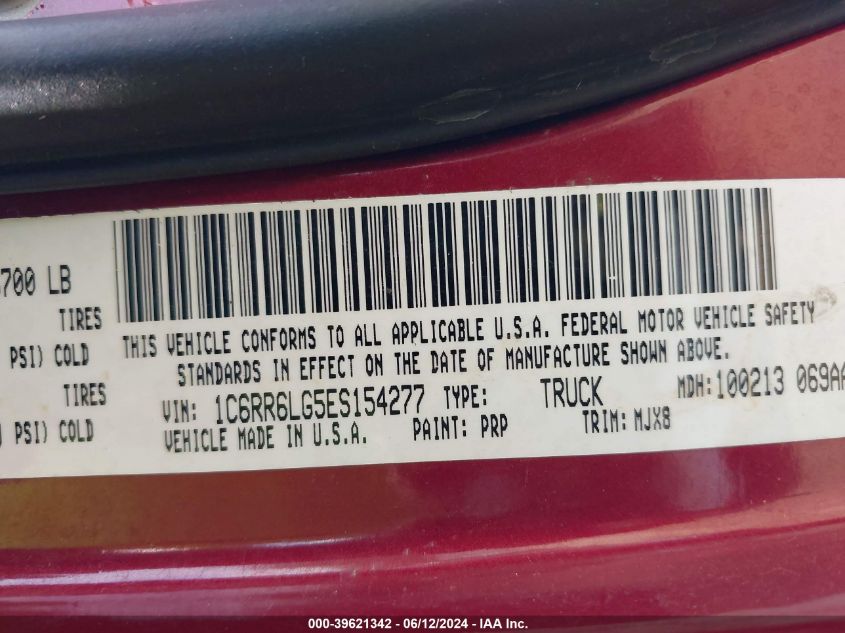 700 LB
TIRES
PSI) COLD
TIRES
PSI) COLD
THIS VEHICLE CONFORMS TO ALL APPLICABLE U.S.A. FEDERAL MOTOR VEHICLE SAFETY
STANDARDS IN EFFECT ON THE DATE OF MANUFACTURE SHOWN ABOVE.
VIN: 1C6RR6LG5ES154277 TYPE: TRUCK MDH:100213 069AA
VEHICLE MADE IN U.S.A. PAINT: PRP TRIM: MJX8
000-39621342 - 06/12/2024 - IAA Inc.